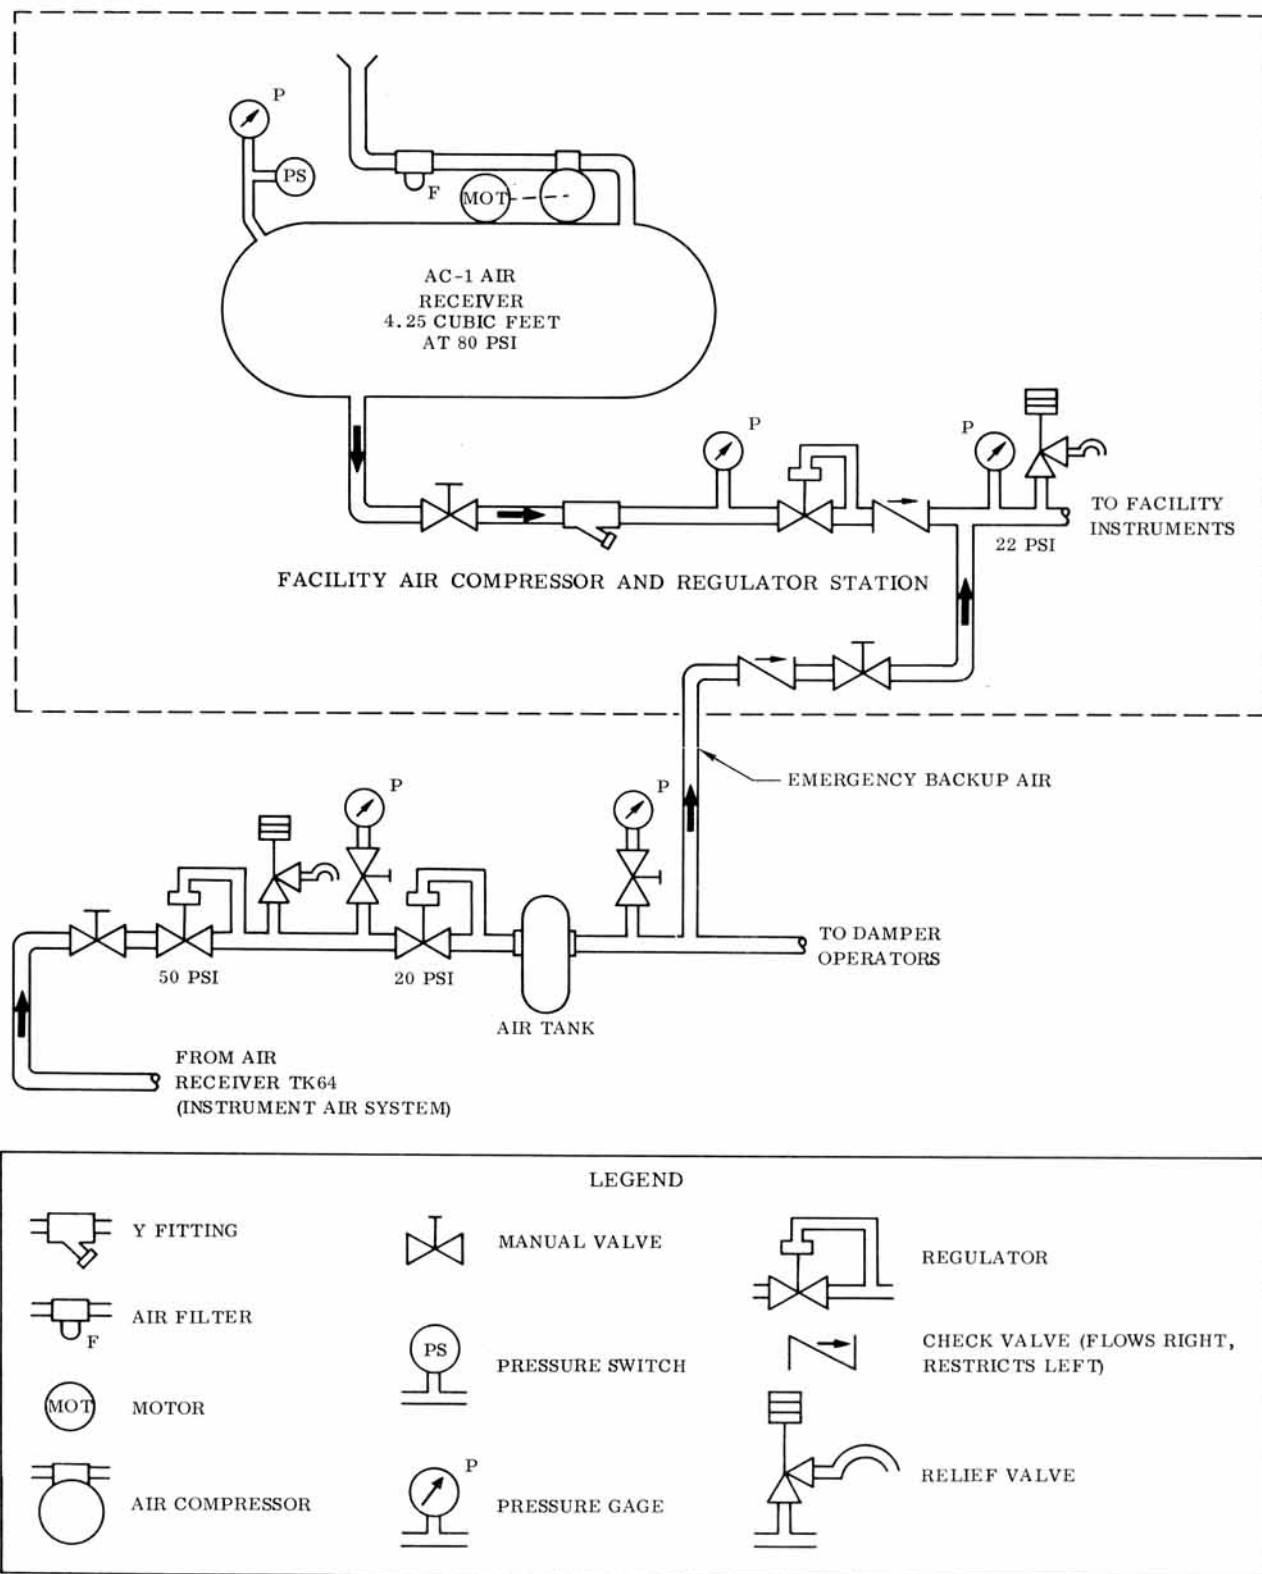 P
PS
F
MOT
AC-1 AIR
RECEIVER
4.25 CUBIC FEET
AT 80 PSI
P
P
TO FACILITY
INSTRUMENTS
22 PSI
FACILITY AIR COMPRESSOR AND REGULATOR STATION
EMERGENCY BACKUP AIR
P
P
50 PSI
20 PSI
AIR TANK
TO DAMPER
OPERATORS
FROM AIR
RECEIVER TK64
(INSTRUMENT AIR SYSTEM)
LEGEND
Y FITTING
F
AIR FILTER
MOT
MOTOR
AIR COMPRESSOR
MANUAL VALVE
PS
PRESSURE SWITCH
P
PRESSURE GAGE
REGULATOR
CHECK VALVE (FLOWS RIGHT,
RESTRICTS LEFT)
RELIEF VALVE